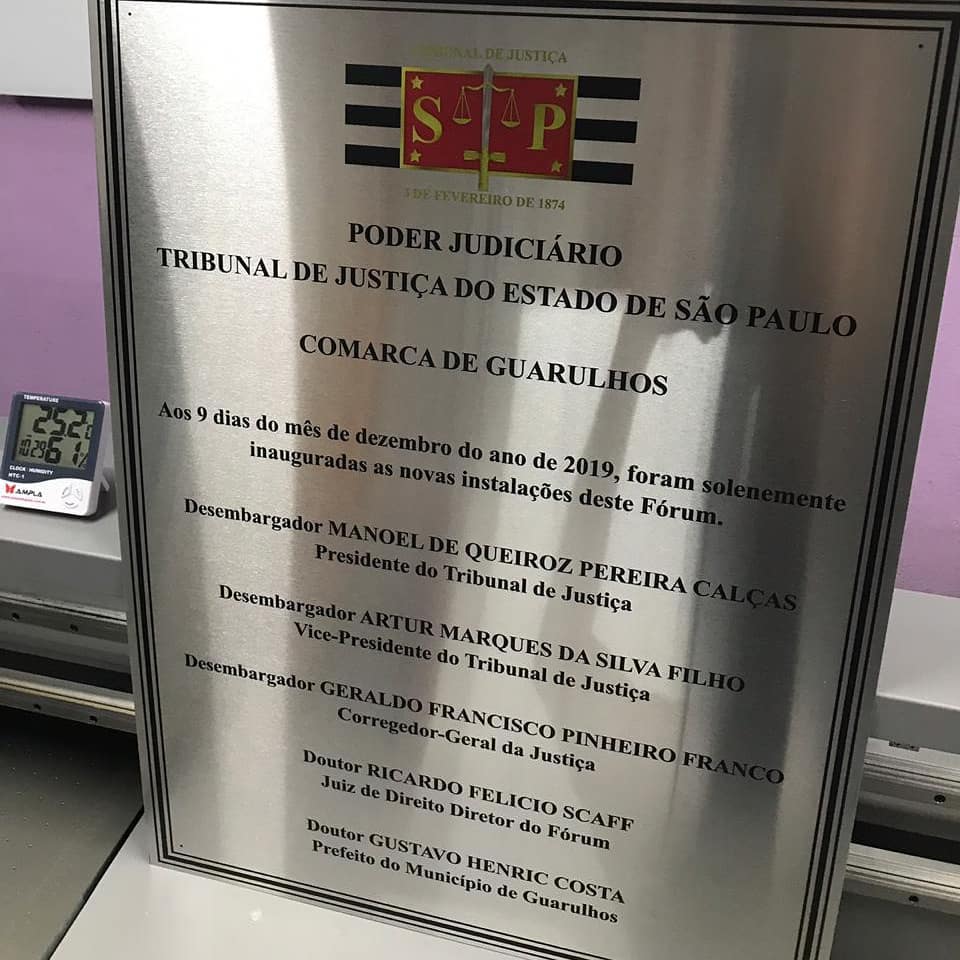 TRIBUNAL DE JUSTIÇA
S P
3 DE FEVEREIRO DE 1874
PODER JUDICIÁRIO
TRIBUNAL DE JUSTIÇA DO ESTADO DE SÃO PAULO
COMARCA DE GUARULHOS
Aos 9 dias do mês de dezembro do ano de 2019, foram solenemente
inauguradas as novas instalações deste Fórum.
Desembargador MANOEL DE QUEIROZ PEREIRA CALÇAS
Presidente do Tribunal de Justiça
Desembargador ARTUR MARQUES DA SILVA FILHO
Vice-Presidente do Tribunal de Justiça
Desembargador GERALDO FRANCISCO PINHEIRO FRANCO
Corregedor-Geral da Justiça
Doutor RICARDO FELICIO SCAFF
Juiz de Direito Diretor do Fórum
Doutor GUSTAVO HENRIC COSTA
Prefeito do Município de Guarulhos
TEMPERATURE
25.2
10:29 61%
CLOCK / HUMIDITY
HTC-1
AMPLA